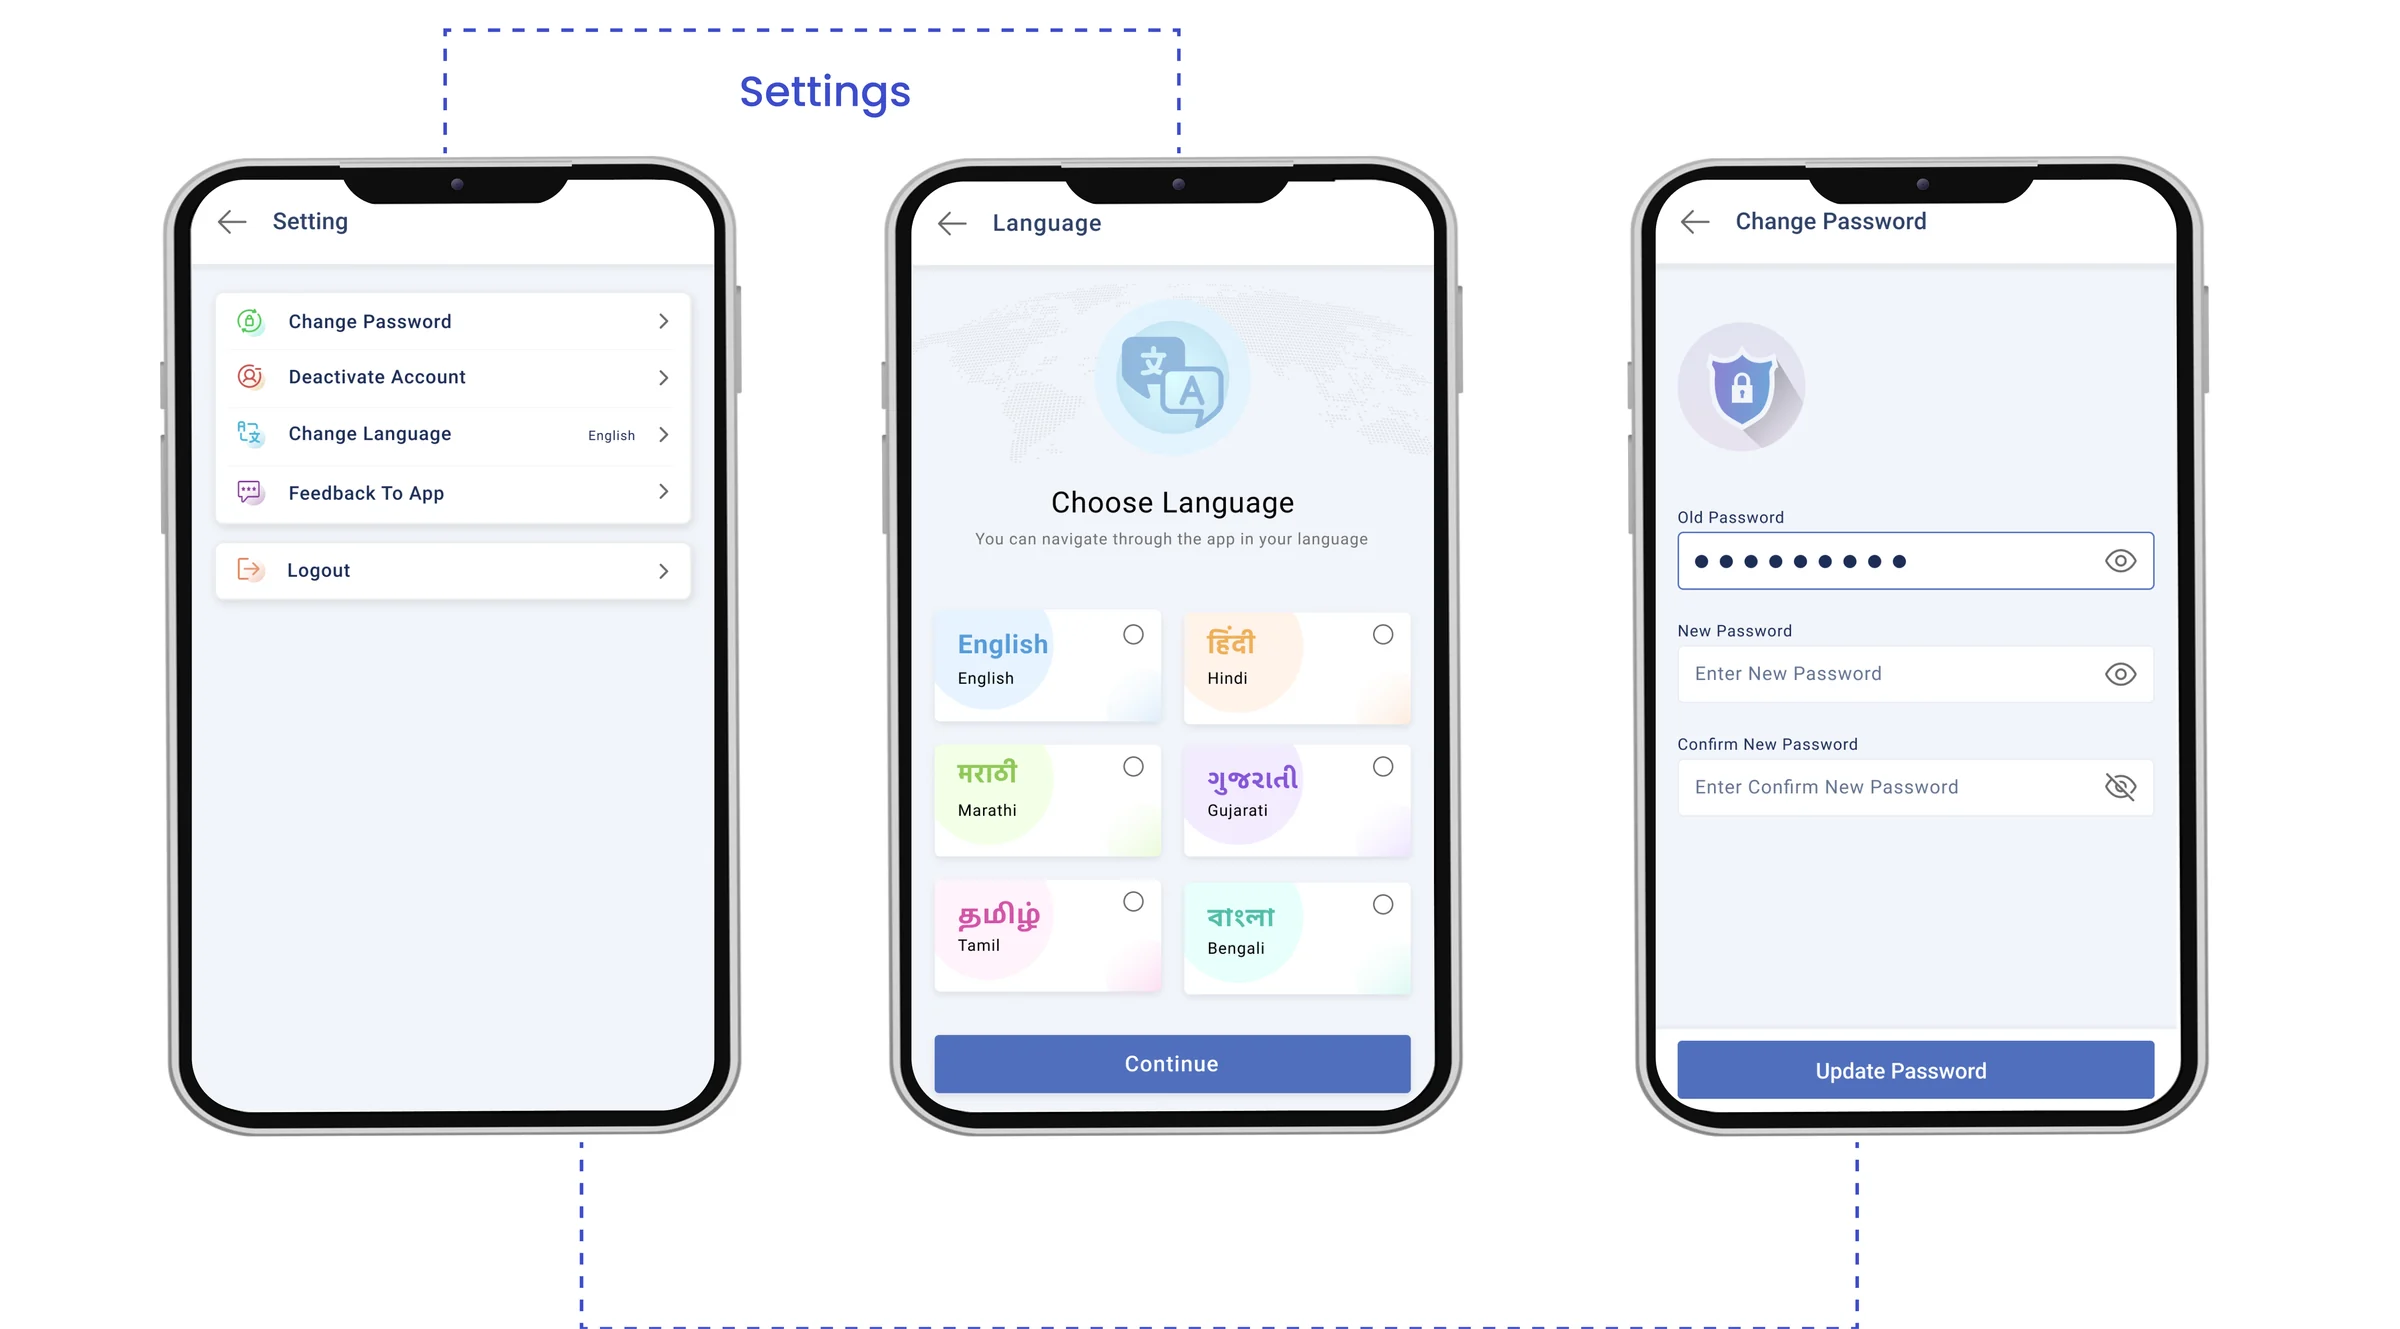 Settings
Setting
Change Password
Deactivate Account
Change Language English
Feedback To App
Logout
Language
文 A
Choose Language
You can navigate through the app in your language
English
English
हिंदी
Hindi
मराठी
Marathi
ગુજરાતી
Gujarati
தமிழ்
Tamil
বাংলা
Bengali
Continue
Change Password
Old Password
New Password
Enter New Password
Confirm New Password
Enter Confirm New Password
Update Password